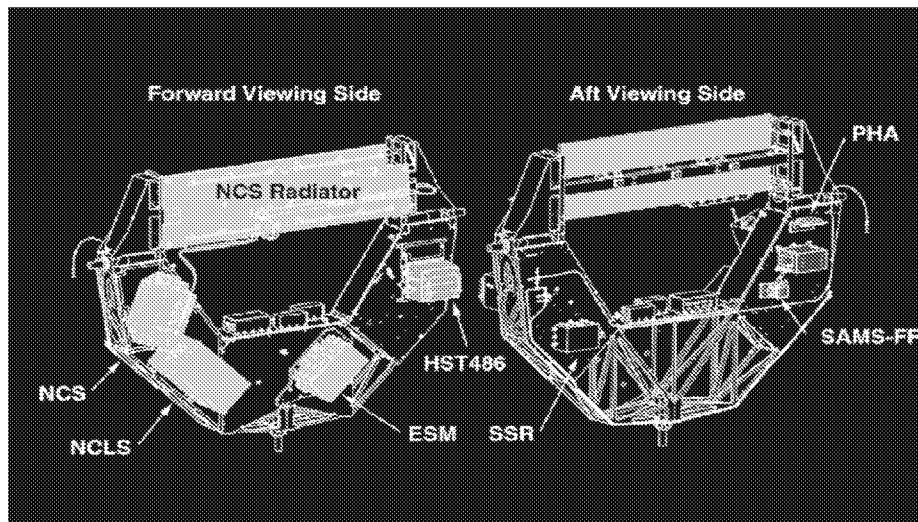 Forward Viewing Side
Aft Viewing Side
PHA
NCS Radiator
SAMS-FF
HST486
NCS
NCLS
ESM
SSR